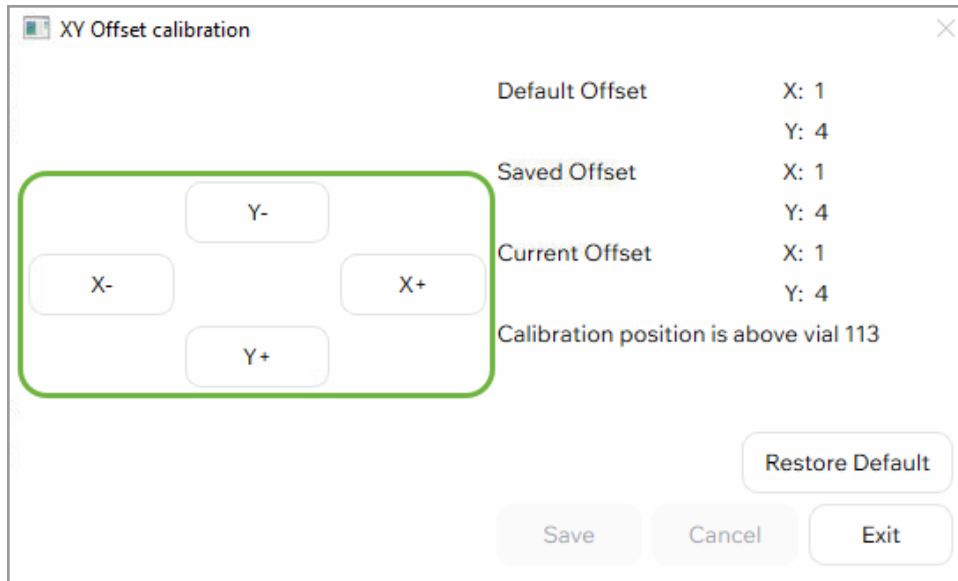 XY Offset calibration
Default Offset X: 1
Y: 4
Saved Offset X: 1
Y: 4
Current Offset X: 1
Y: 4
Calibration position is above vial 113
Y-
X- X+
Y+
Restore Default
Save Cancel Exit